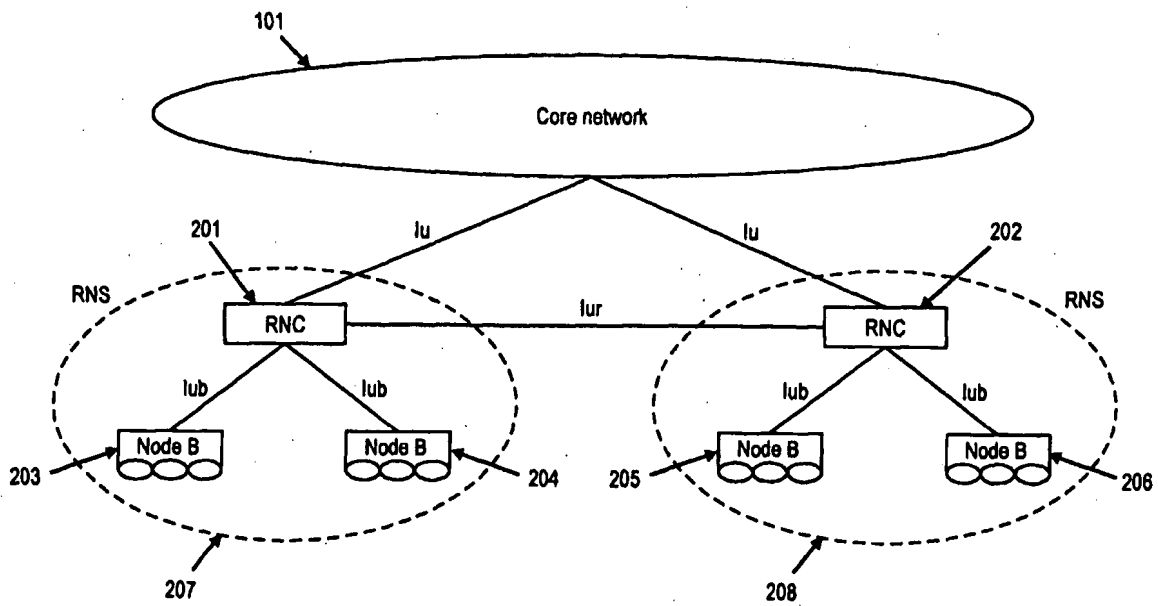 101
Core network
Iu
Iu
201
202
RNS
RNS
RNC
Iur
RNC
Iub
Iub
Iub
Iub
Node B
Node B
Node B
Node B
203
204
205
206
207
208